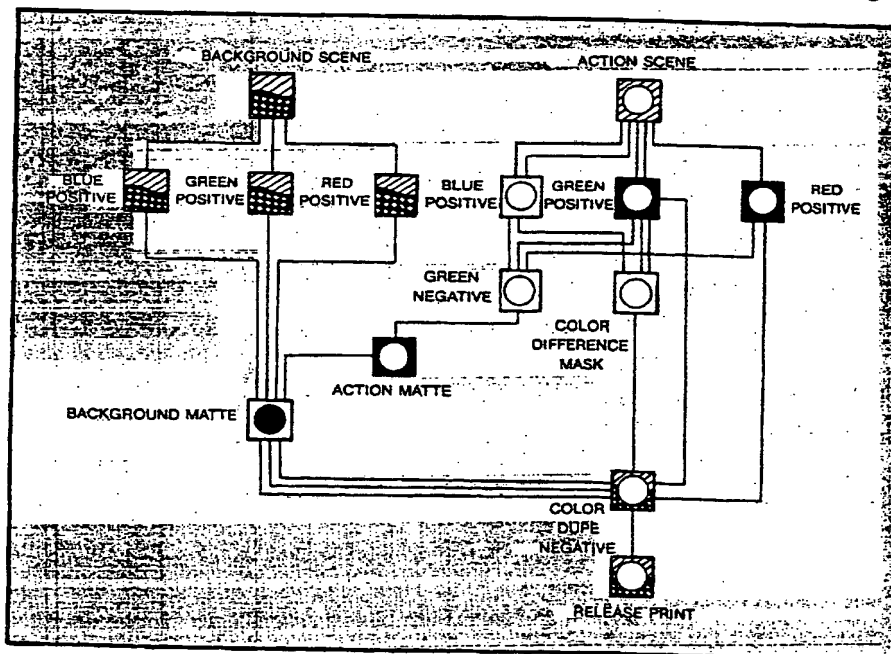 BACKGROUND SCENE
ACTION SCENE
BLUE
POSITIVE
GREEN
POSITIVE
RED
POSITIVE
BLUE
POSITIVE
GREEN
POSITIVE
RED
POSITIVE
GREEN
NEGATIVE
COLOR
DIFFERENCE
MASK
ACTION MATTE
BACKGROUND MATTE
COLOR
DUPE
NEGATIVE
RELEASE PRINT